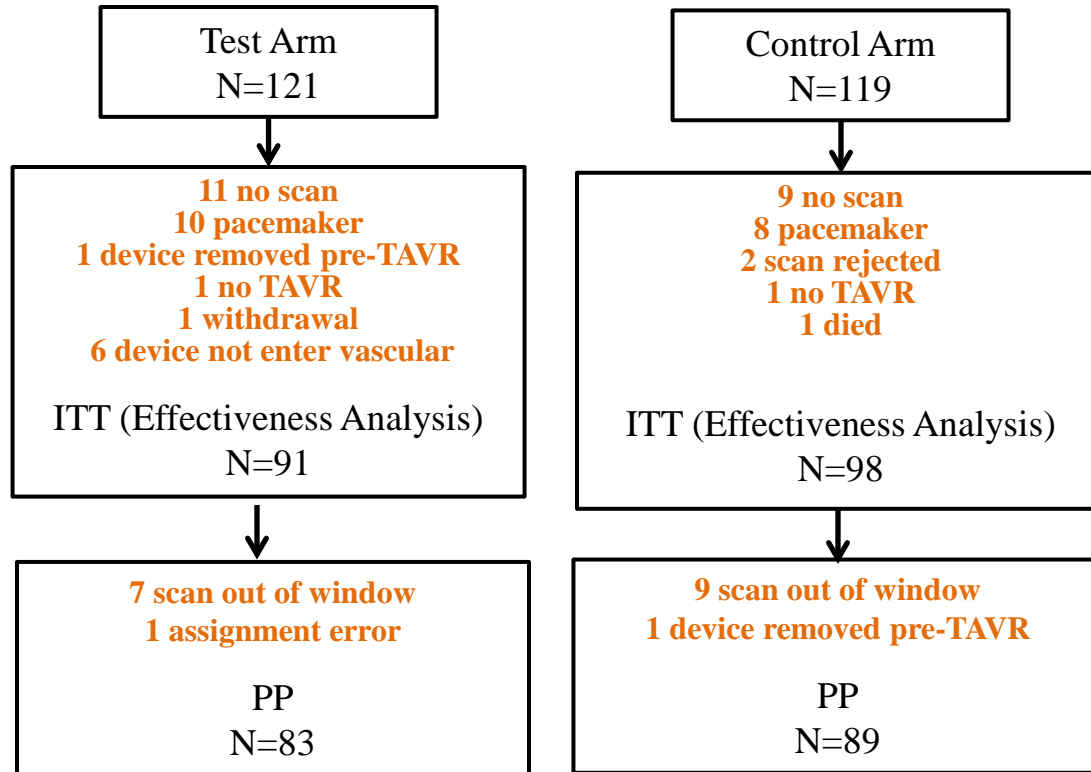 Test Arm
N=121
11 no scan
10 pacemaker
1 device removed pre-TAVR
1 no TAVR
1 withdrawal
6 device not enter vascular
ITT (Effectiveness Analysis)
N=91
7 scan out of window
1 assignment error
PP
N=83
Control Arm
N=119
9 no scan
8 pacemaker
2 scan rejected
1 no TAVR
1 died
ITT (Effectiveness Analysis)
N=98
9 scan out of window
1 device removed pre-TAVR
PP
N=89